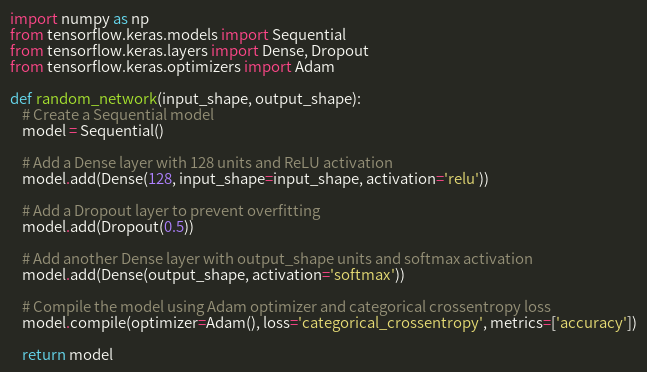 import numpy as np
from tensorflow.keras.models import Sequential
from tensorflow.keras.layers import Dense, Dropout
from tensorflow.keras.optimizers import Adam

def random_network(input_shape, output_shape):
    # Create a Sequential model
    model = Sequential()

    # Add a Dense layer with 128 units and ReLU activation
    model.add(Dense(128, input_shape=input_shape, activation='relu'))

    # Add a Dropout layer to prevent overfitting
    model.add(Dropout(0.5))

    # Add another Dense layer with output_shape units and softmax activation
    model.add(Dense(output_shape, activation='softmax'))

    # Compile the model using Adam optimizer and categorical crossentropy loss
    model.compile(optimizer=Adam(), loss='categorical_crossentropy', metrics=['accuracy'])

    return model